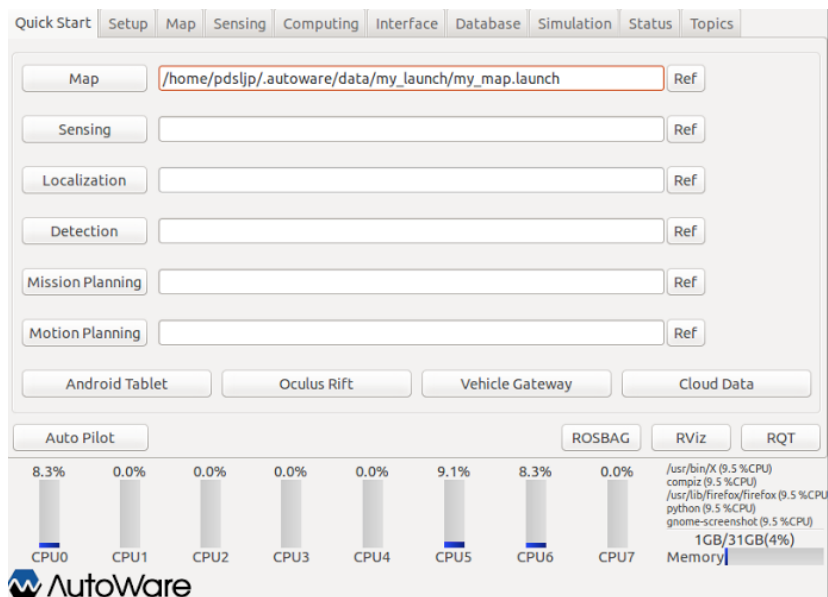 Quick Start Setup Map Sensing Computing Interface Database Simulation Status Topics
Map /home/pdsljp/.autoware/data/my_launch/my_map.launch Ref
Sensing Ref
Localization Ref
Detection Ref
Mission Planning Ref
Motion Planning Ref
Android Tablet Oculus Rift Vehicle Gateway Cloud Data
Auto Pilot ROSBAG RViz RQT
8.3% 0.0% 0.0% 0.0% 0.0% 9.1% 8.3% 0.0%
CPU0 CPU1 CPU2 CPU3 CPU4 CPU5 CPU6 CPU7
/usr/bin/X (9.5 %CPU)
compiz (9.5 %CPU)
/usr/lib/firefox/firefox (9.5 %CPU
python (9.5 %CPU)
gnome-screenshot (9.5 %CPU)
1GB/31GB(4%)
Memory
AutoWare